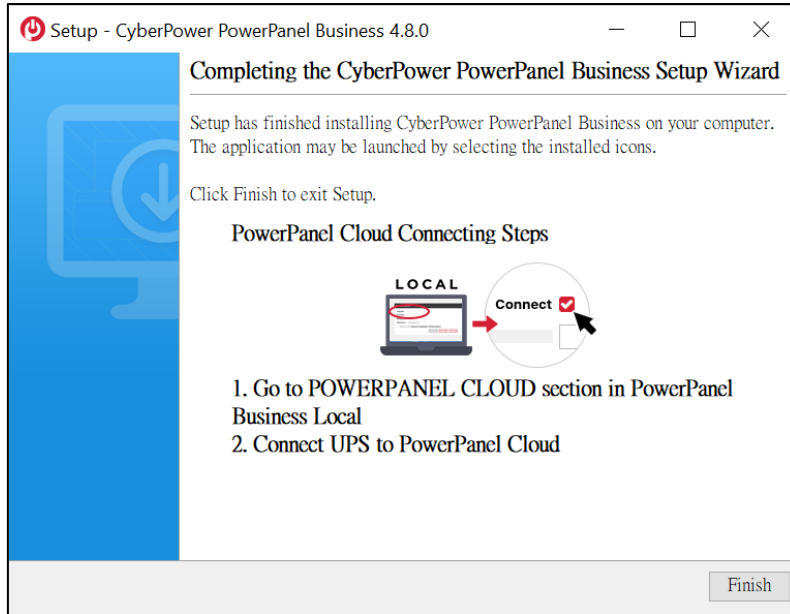 Setup - CyberPower PowerPanel Business 4.8.0
Completing the CyberPower PowerPanel Business Setup Wizard
Setup has finished installing CyberPower PowerPanel Business on your computer.
The application may be launched by selecting the installed icons.
Click Finish to exit Setup.
PowerPanel Cloud Connecting Steps
LOCAL
Connect
1. Go to POWERPANEL CLOUD section in PowerPanel
Business Local
2. Connect UPS to PowerPanel Cloud
Finish